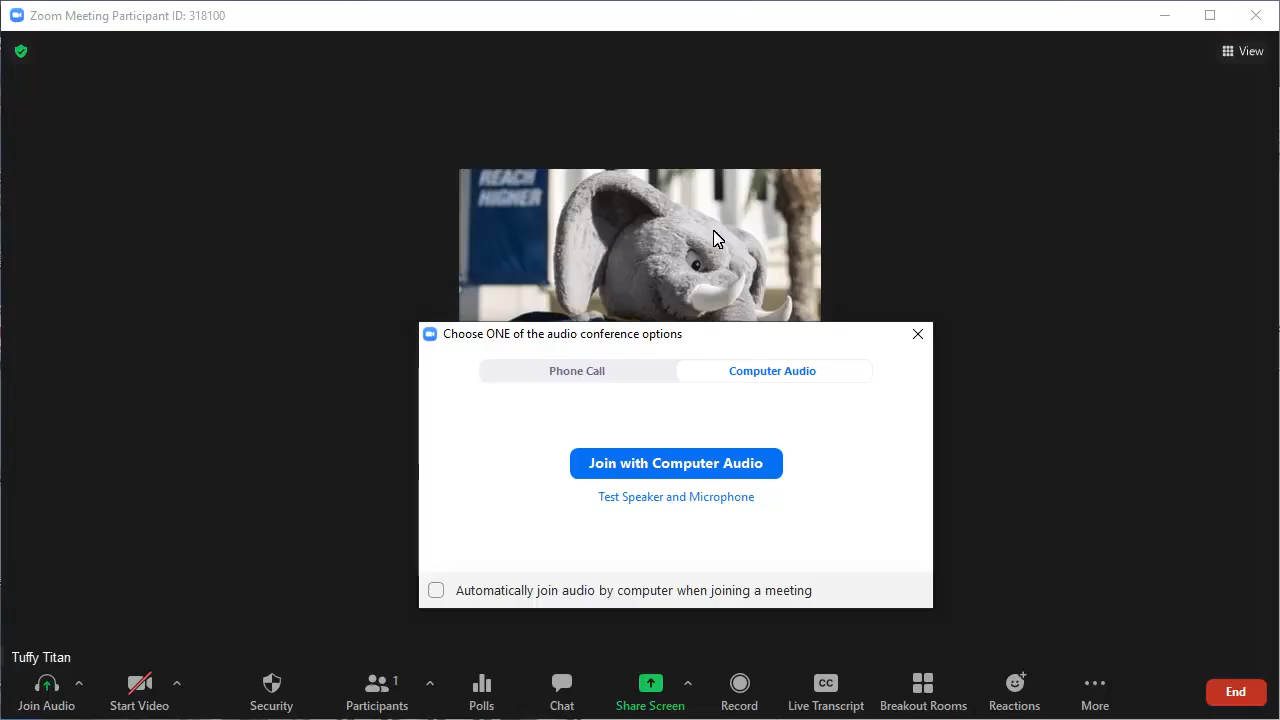 Zoom Meeting Participant ID: 318100
View
REACH
HIGHER
Choose ONE of the audio conference options
Phone Call
Computer Audio
Join with Computer Audio
Test Speaker and Microphone
Automatically join audio by computer when joining a meeting
Tuffy Titan
1
CC
Join Audio
Start Video
Security
Participants
Polls
Chat
Share Screen
Record
Live Transcript
Breakout Rooms
Reactions
More
End